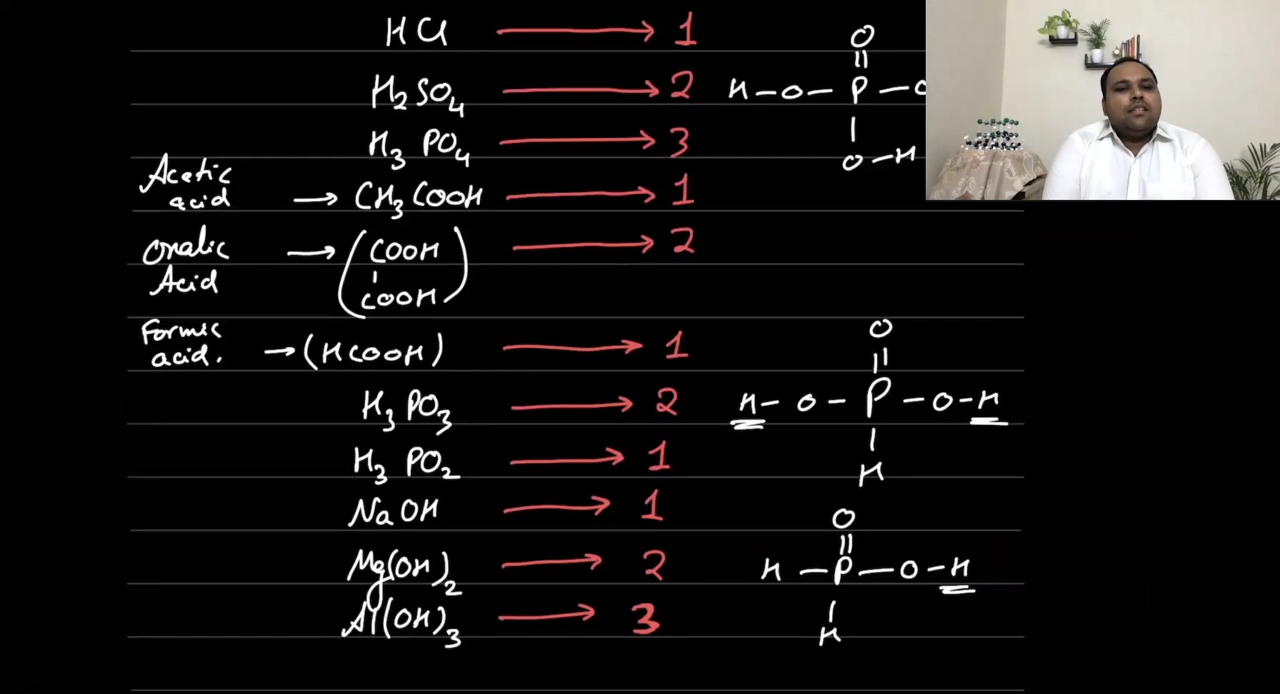 HCl → 1
H₂SO₄ → 2
H₃PO₄ → 3
Acetic acid → CH₃COOH → 1
Oxalic Acid → (COOH
COOH) → 2
Formic acid. → (HCOOH) → 1
H₃PO₃ → 2
H₃PO₂ → 1
NaOH → 1
Mg(OH)₂ → 2
Al(OH)₃ → 3
O
||
H–O–P–O
|
O–H
O
||
H–O–P–O–H
|
H
O
||
H–P–O–H
|
H